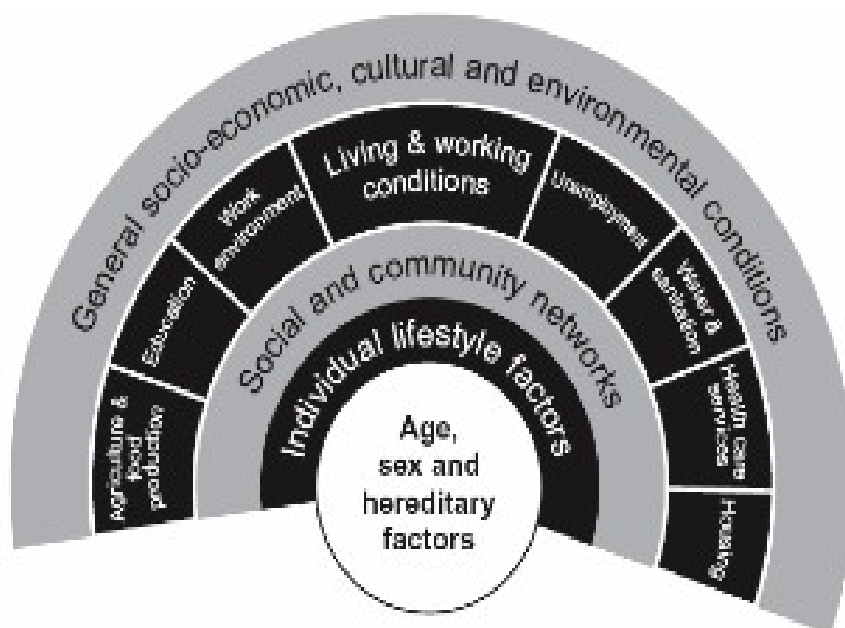 General socio-economic, cultural and environmental conditions
Agriculture &
food
production
Education
Work
environment
Living & working
conditions
Unemployment
Water &
sanitation
Health care
services
Housing
Social and community networks
Individual lifestyle factors
Age,
sex and
hereditary
factors